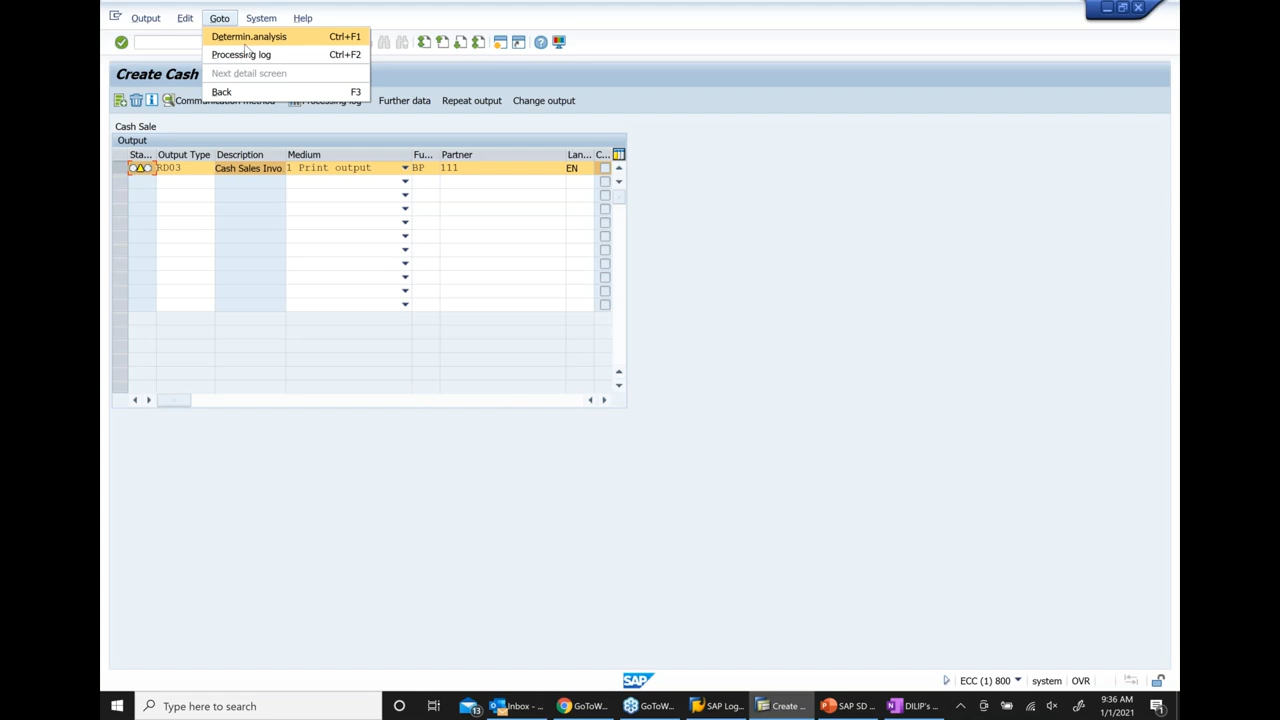 Output Edit Goto System Help
Determin.analysis Ctrl+F1
Processing log Ctrl+F2
Next detail screen
Back F3
Create Cash
Communication method Processing log Further data Repeat output Change output
Cash Sale
Output
Sta... Output Type Description Medium Fu... Partner Lan... C...
RD03 Cash Sales Invo 1 Print output BP 111 EN
SAP ECC (1) 800 system OVR
Type here to search 13 Inbox - ... GoToW... GoToW... SAP Log... Create ... SAP SD ... DILIP's ... 9:36 AM
1/1/2021 1